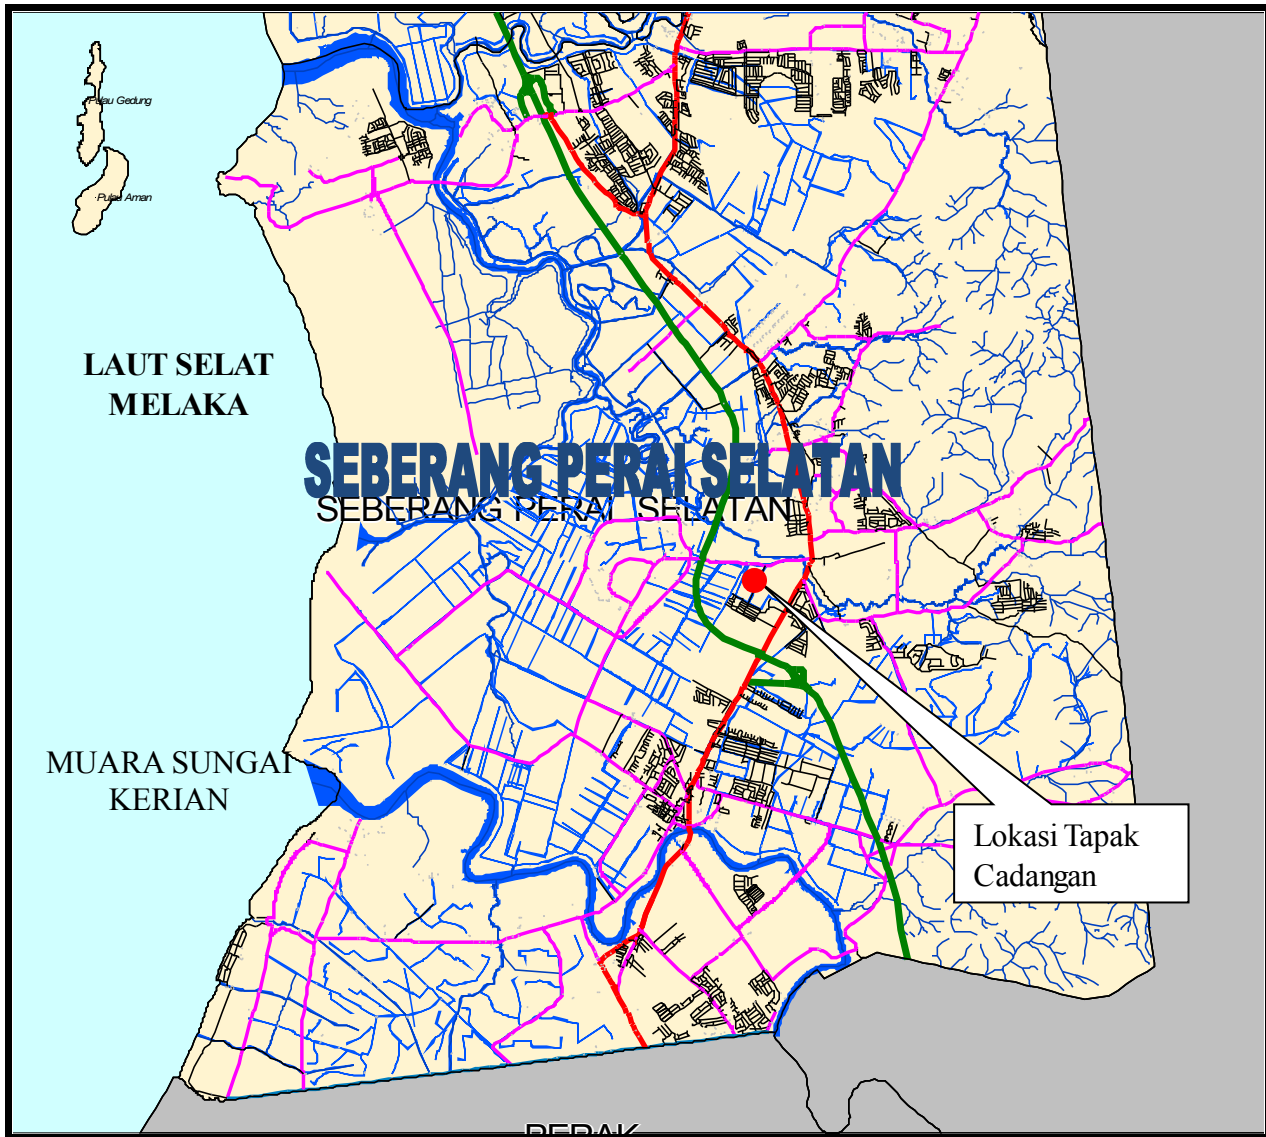 Pulau Gedung
Pulau Aman
LAUT SELAT
MELAKA
SEBERANG PERAI SELATAN
SEBERANG PERAI SELATAN
MUARA SUNGAI
KERIAN
Lokasi Tapak
Cadangan
PERAK